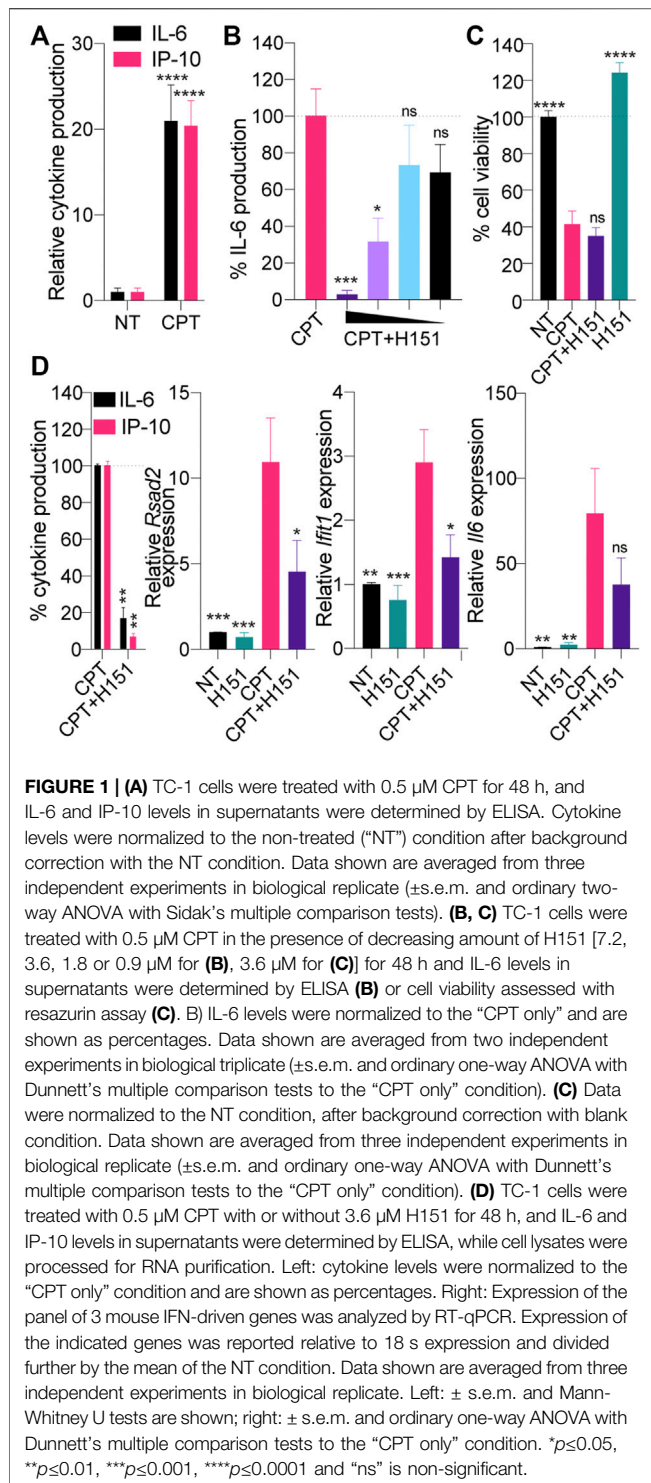 A
IL-6
IP-10
Relative cytokine production
30
20
10
0
****
****
NT
CPT
B
% IL-6 production
140
120
100
80
60
40
20
0
***
*
ns
ns
CPT
CPT+H151
C
% cell viability
140
120
100
80
60
40
20
0
****
ns
****
NT
CPT
CPT+H151
H151
D
IL-6
IP-10
% cytokine production
140
120
100
80
60
40
20
0
**
**
CPT
CPT+H151
Relative Rsad2
expression
15
10
5
0
***
***
*
NT
H151
CPT
CPT+H151
Relative Ifit1 expression
4
3
2
1
0
**
***
*
NT
H151
CPT
CPT+H151
Relative Il6 expression
150
100
50
0
**
**
ns
NT
H151
CPT
CPT+H151
FIGURE 1 | (A) TC-1 cells were treated with 0.5 µM CPT for 48 h, and
IL-6 and IP-10 levels in supernatants were determined by ELISA. Cytokine
levels were normalized to the non-treated (“NT”) condition after background
correction with the NT condition. Data shown are averaged from three
independent experiments in biological replicate (±s.e.m. and ordinary two-
way ANOVA with Sidak’s multiple comparison tests). (B, C) TC-1 cells were
treated with 0.5 µM CPT in the presence of decreasing amount of H151 [7.2,
3.6, 1.8 or 0.9 µM for (B), 3.6 µM for (C)] for 48 h and IL-6 levels in
supernatants were determined by ELISA (B) or cell viability assessed with
resazurin assay (C). B) IL-6 levels were normalized to the “CPT only” and are
shown as percentages. Data shown are averaged from two independent
experiments in biological triplicate (±s.e.m. and ordinary one-way ANOVA with
Dunnett’s multiple comparison tests to the “CPT only” condition). (C) Data
were normalized to the NT condition, after background correction with blank
condition. Data shown are averaged from three independent experiments in
biological replicate (±s.e.m. and ordinary one-way ANOVA with Dunnett’s
multiple comparison tests to the “CPT only” condition). (D) TC-1 cells were
treated with 0.5 µM CPT with or without 3.6 µM H151 for 48 h, and IL-6 and
IP-10 levels in supernatants were determined by ELISA, while cell lysates were
processed for RNA purification. Left: cytokine levels were normalized to the
“CPT only” condition and are shown as percentages. Right: Expression of the
panel of 3 mouse IFN-driven genes was analyzed by RT-qPCR. Expression of
the indicated genes was reported relative to 18 s expression and divided
further by the mean of the NT condition. Data shown are averaged from three
independent experiments in biological replicate. Left: ± s.e.m. and Mann-
Whitney U tests are shown; right: ± s.e.m. and ordinary one-way ANOVA with
Dunnett’s multiple comparison tests to the “CPT only” condition. *p≤0.05,
**p≤0.01, ***p≤0.001, ****p≤0.0001 and “ns” is non-significant.